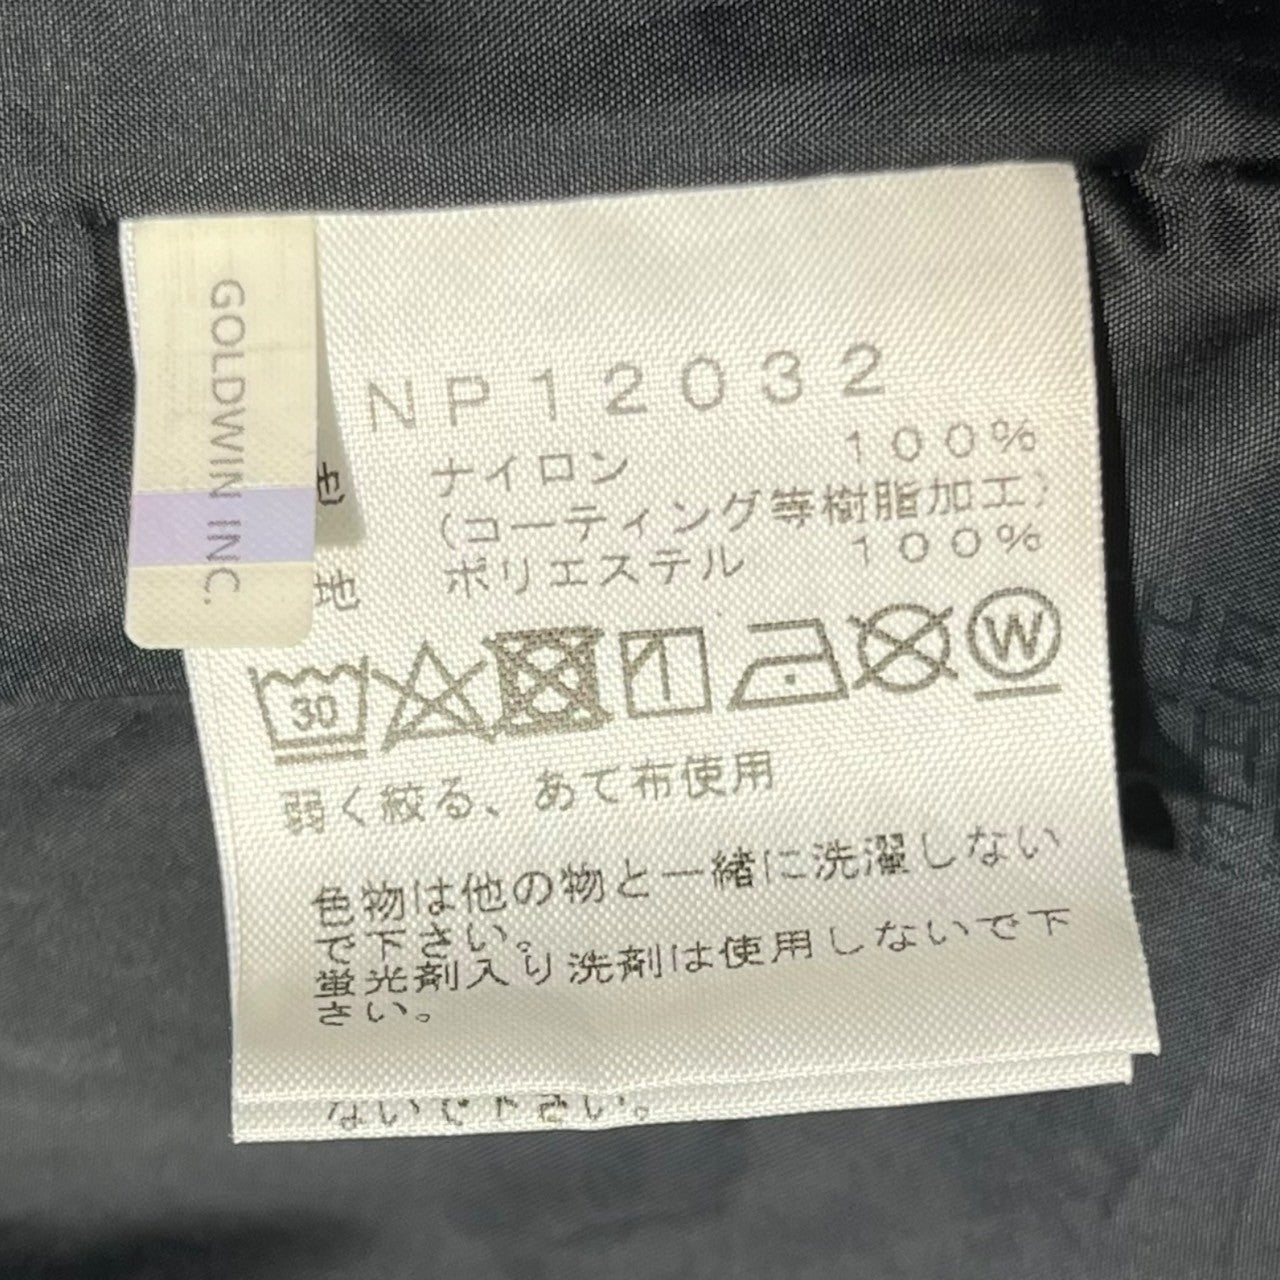 GOLDWIN INC.
NP12032
ナイロン 100%
(コーティング等樹脂加工)
地 ポリエステル 100%
30
W
弱く絞る、あて布使用
色物は他の物と一緒に洗濯しない
で下さい。
蛍光剤入り洗剤は使用しないで下
さい。
ないで下さい。